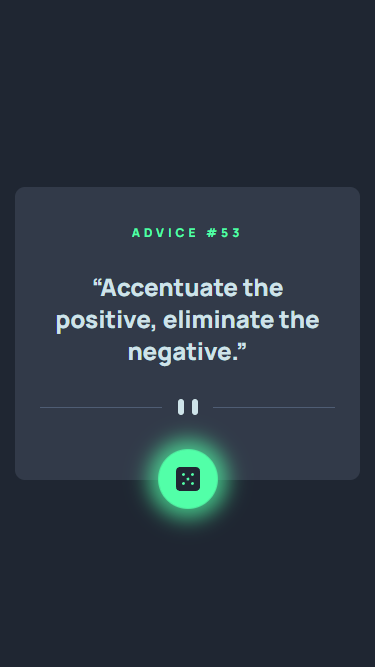 ADVICE #53
“Accentuate the
positive, eliminate the
negative.”